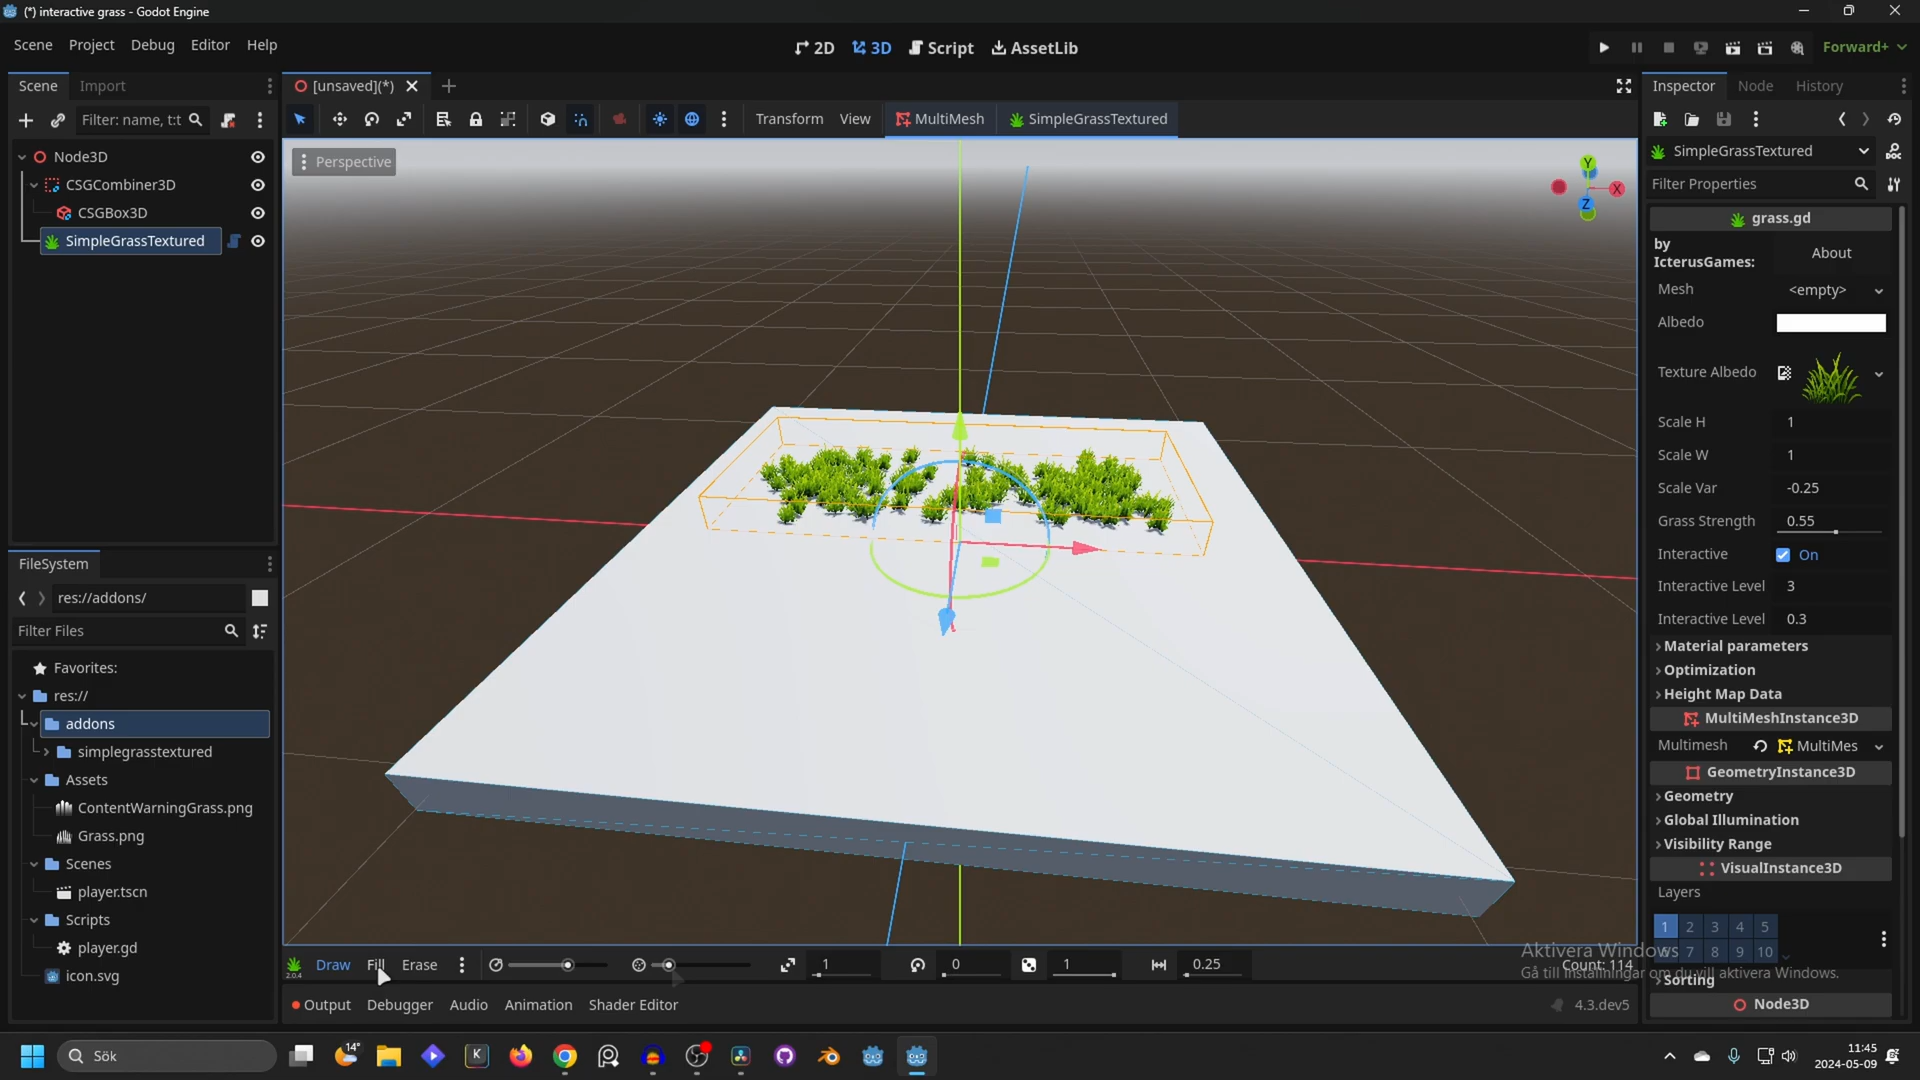 (*) interactive grass - Godot Engine
Scene Project Debug Editor Help
2D 3D Script AssetLib
Forward+
Scene Import
[unsaved](*)
Inspector Node History
Filter: name, t:t
Transform View MultiMesh SimpleGrassTextured
Node3D
CSGCombiner3D
CSGBox3D
SimpleGrassTextured
Perspective
Y
X
Z
SimpleGrassTextured
Filter Properties
grass.gd
by IcterusGames:
About
Mesh <empty>
Albedo
Texture Albedo
Scale H 1
Scale W 1
Scale Var -0.25
Grass Strength 0.55
Interactive On
Interactive Level 3
Interactive Level 0.3
Material parameters
Optimization
Height Map Data
MultiMeshInstance3D
Multimesh MultiMes
GeometryInstance3D
Geometry
Global Illumination
Visibility Range
VisualInstance3D
Layers
1 2 3 4 5
7 8 9 10
Sorting
Node3D
FileSystem
res://addons/
Filter Files
Favorites:
res://
addons
simplegrasstextured
Assets
ContentWarningGrass.png
Grass.png
Scenes
player.tscn
Scripts
player.gd
icon.svg
2.0.4
Draw Fill Erase 1 0 1 0.25
Count: 114
Aktivera Windows
Gå till Inställningar om du vill aktivera Windows.
Output Debugger Audio Animation Shader Editor
4.3.dev5
Sök
14°
11:45
2024-05-09